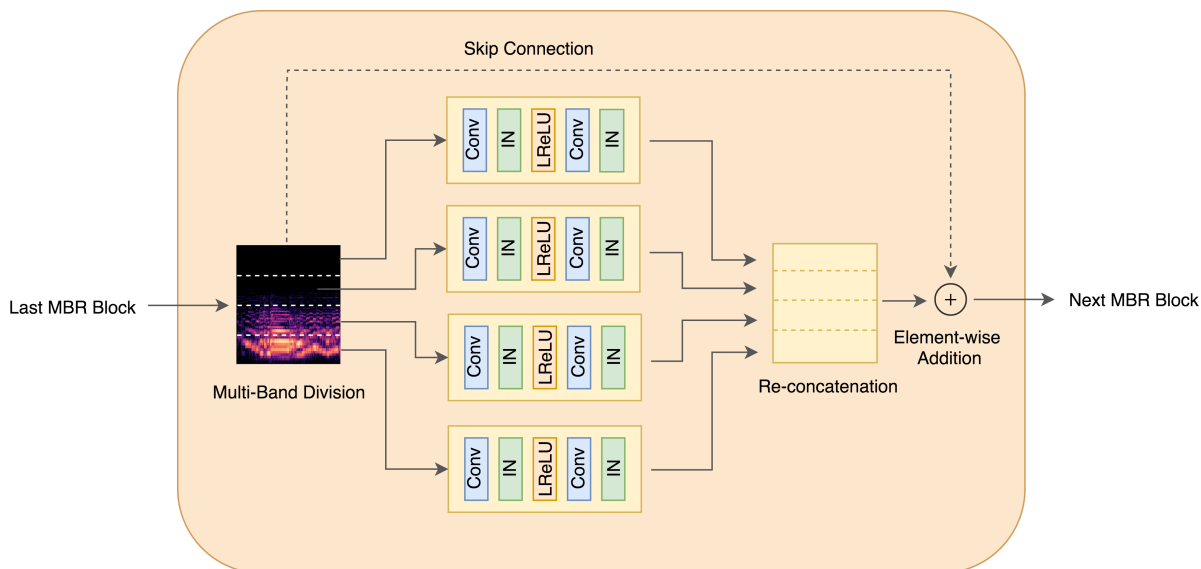 Skip Connection
Conv
IN
LReLU
Conv
IN
Conv
IN
LReLU
Conv
IN
Last MBR Block
Next MBR Block
+
Element-wise
Addition
Multi-Band Division
Conv
IN
LReLU
Conv
IN
Re-concatenation
Conv
IN
LReLU
Conv
IN